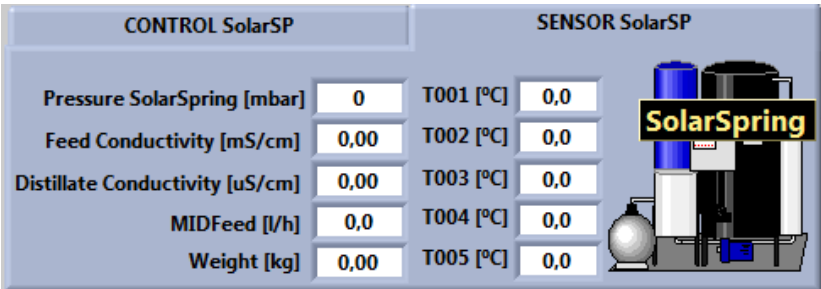 CONTROL SolarSP
SENSOR SolarSP
Pressure SolarSpring [mbar] 0
Feed Conductivity [mS/cm] 0,00
Distillate Conductivity [uS/cm] 0,00
MIDFeed [l/h] 0,0
Weight [kg] 0,00
T001 [ºC] 0,0
T002 [ºC] 0,0
T003 [ºC] 0,0
T004 [ºC] 0,0
T005 [ºC] 0,0
SolarSpring